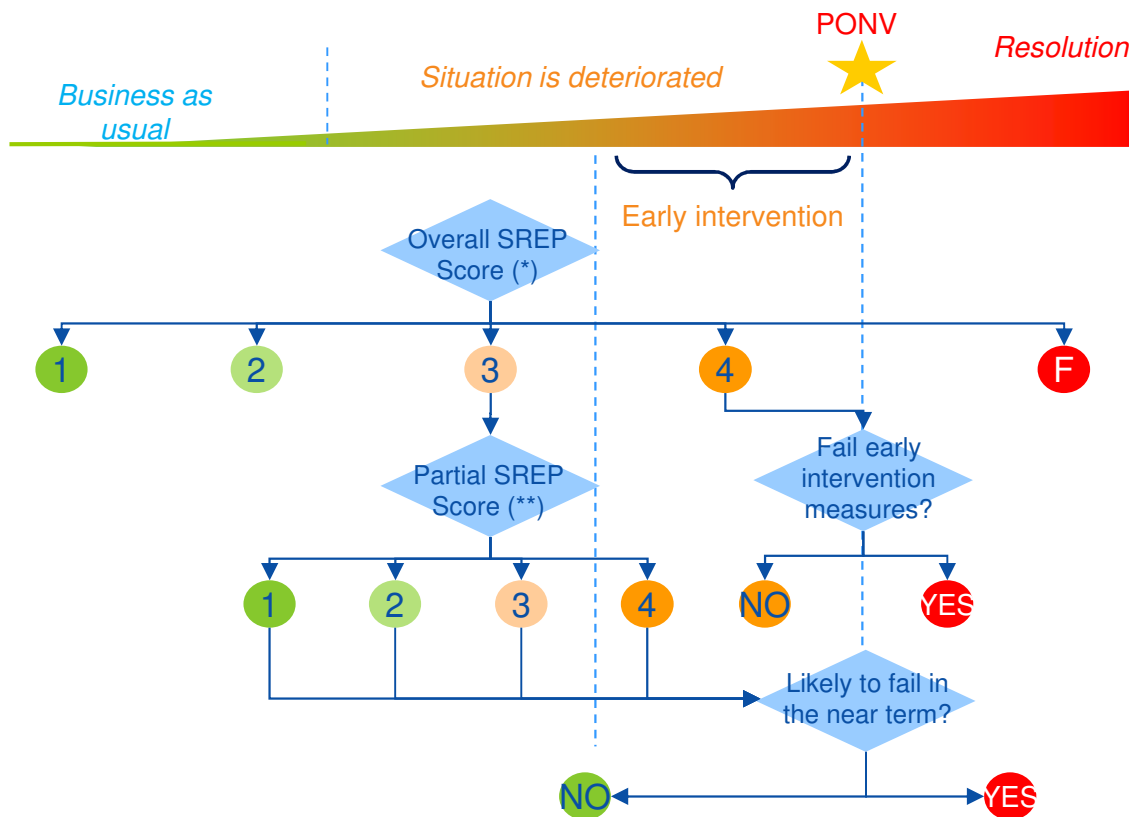 PONV
Resolution
Situation is deteriorated
Business as
usual
Early intervention
Overall SREP
Score (*)
1
2
3
4
F
Partial SREP
Score (**)
Fail early
intervention
measures?
1
2
3
4
NO
YES
Likely to fail in
the near term?
NO
YES